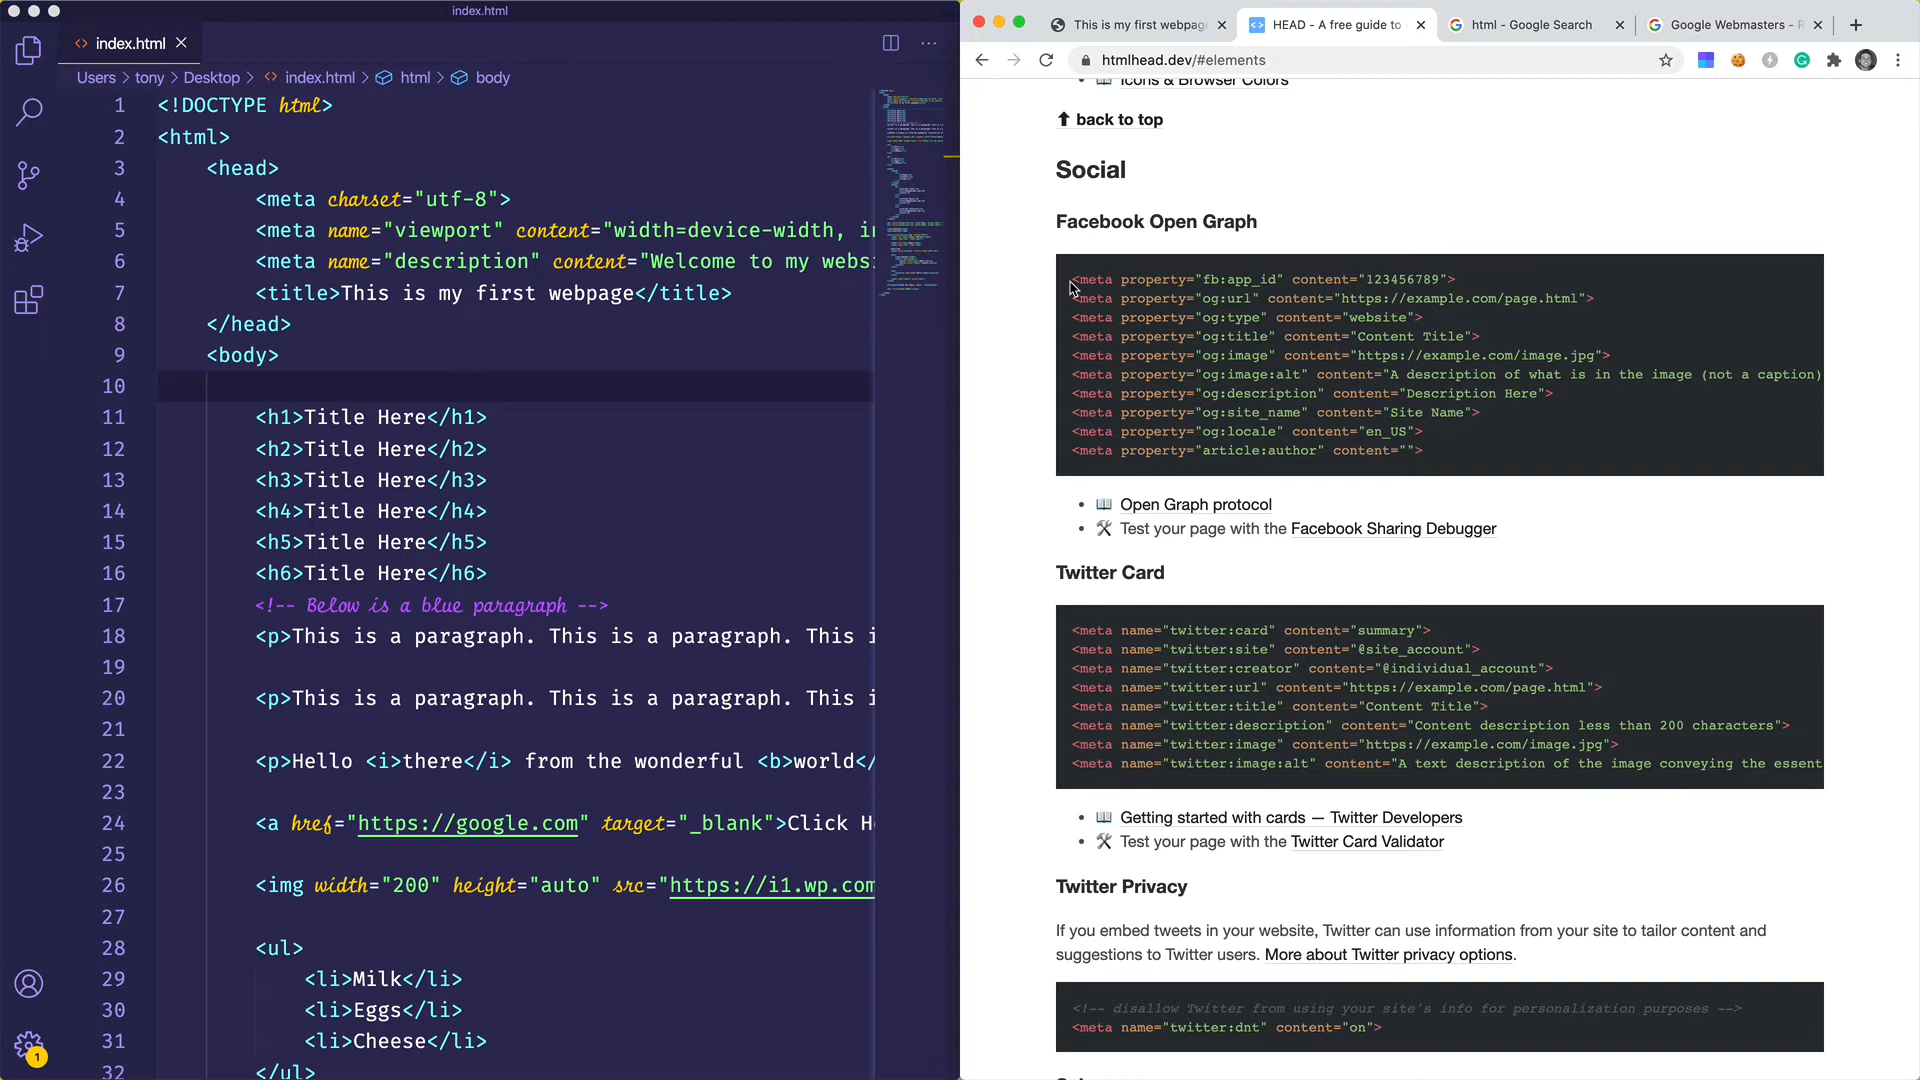 index.html
index.html
Users > tony > Desktop > index.html > html > body
1 <!DOCTYPE html>
2 <html>
3 <head>
4 <meta charset="utf-8">
5 <meta name="viewport" content="width=device-width, in
6 <meta name="description" content="Welcome to my websi
7 <title>This is my first webpage</title>
8 </head>
9 <body>
10
11 <h1>Title Here</h1>
12 <h2>Title Here</h2>
13 <h3>Title Here</h3>
14 <h4>Title Here</h4>
15 <h5>Title Here</h5>
16 <h6>Title Here</h6>
17 <!-- Below is a blue paragraph -->
18 <p>This is a paragraph. This is a paragraph. This i
19
20 <p>This is a paragraph. This is a paragraph. This i
21
22 <p>Hello <i>there</i> from the wonderful <b>world</
23
24 <a href="https://google.com" target="_blank">Click He
25
26 <img width="200" height="auto" src="https://i1.wp.com
27
28 <ul>
29 <li>Milk</li>
30 <li>Eggs</li>
31 <li>Cheese</li>
32 </ul>
1
This is my first webpage
HEAD - A free guide to
html - Google Search
Google Webmasters - R
htmlhead.dev/#elements
Icons & Browser Colors
⬆ back to top
Social
Facebook Open Graph
<meta property="fb:app_id" content="123456789">
<meta property="og:url" content="https://example.com/page.html">
<meta property="og:type" content="website">
<meta property="og:title" content="Content Title">
<meta property="og:image" content="https://example.com/image.jpg">
<meta property="og:image:alt" content="A description of what is in the image (not a caption)
<meta property="og:description" content="Description Here">
<meta property="og:site_name" content="Site Name">
<meta property="og:locale" content="en_US">
<meta property="article:author" content="">
• 📖 Open Graph protocol
• 🛠 Test your page with the Facebook Sharing Debugger
Twitter Card
<meta name="twitter:card" content="summary">
<meta name="twitter:site" content="@site_account">
<meta name="twitter:creator" content="@individual_account">
<meta name="twitter:url" content="https://example.com/page.html">
<meta name="twitter:title" content="Content Title">
<meta name="twitter:description" content="Content description less than 200 characters">
<meta name="twitter:image" content="https://example.com/image.jpg">
<meta name="twitter:image:alt" content="A text description of the image conveying the essent
• 📖 Getting started with cards — Twitter Developers
• 🛠 Test your page with the Twitter Card Validator
Twitter Privacy
If you embed tweets in your website, Twitter can use information from your site to tailor content and
suggestions to Twitter users. More about Twitter privacy options.
<!-- disallow Twitter from using your site's info for personalization purposes -->
<meta name="twitter:dnt" content="on">